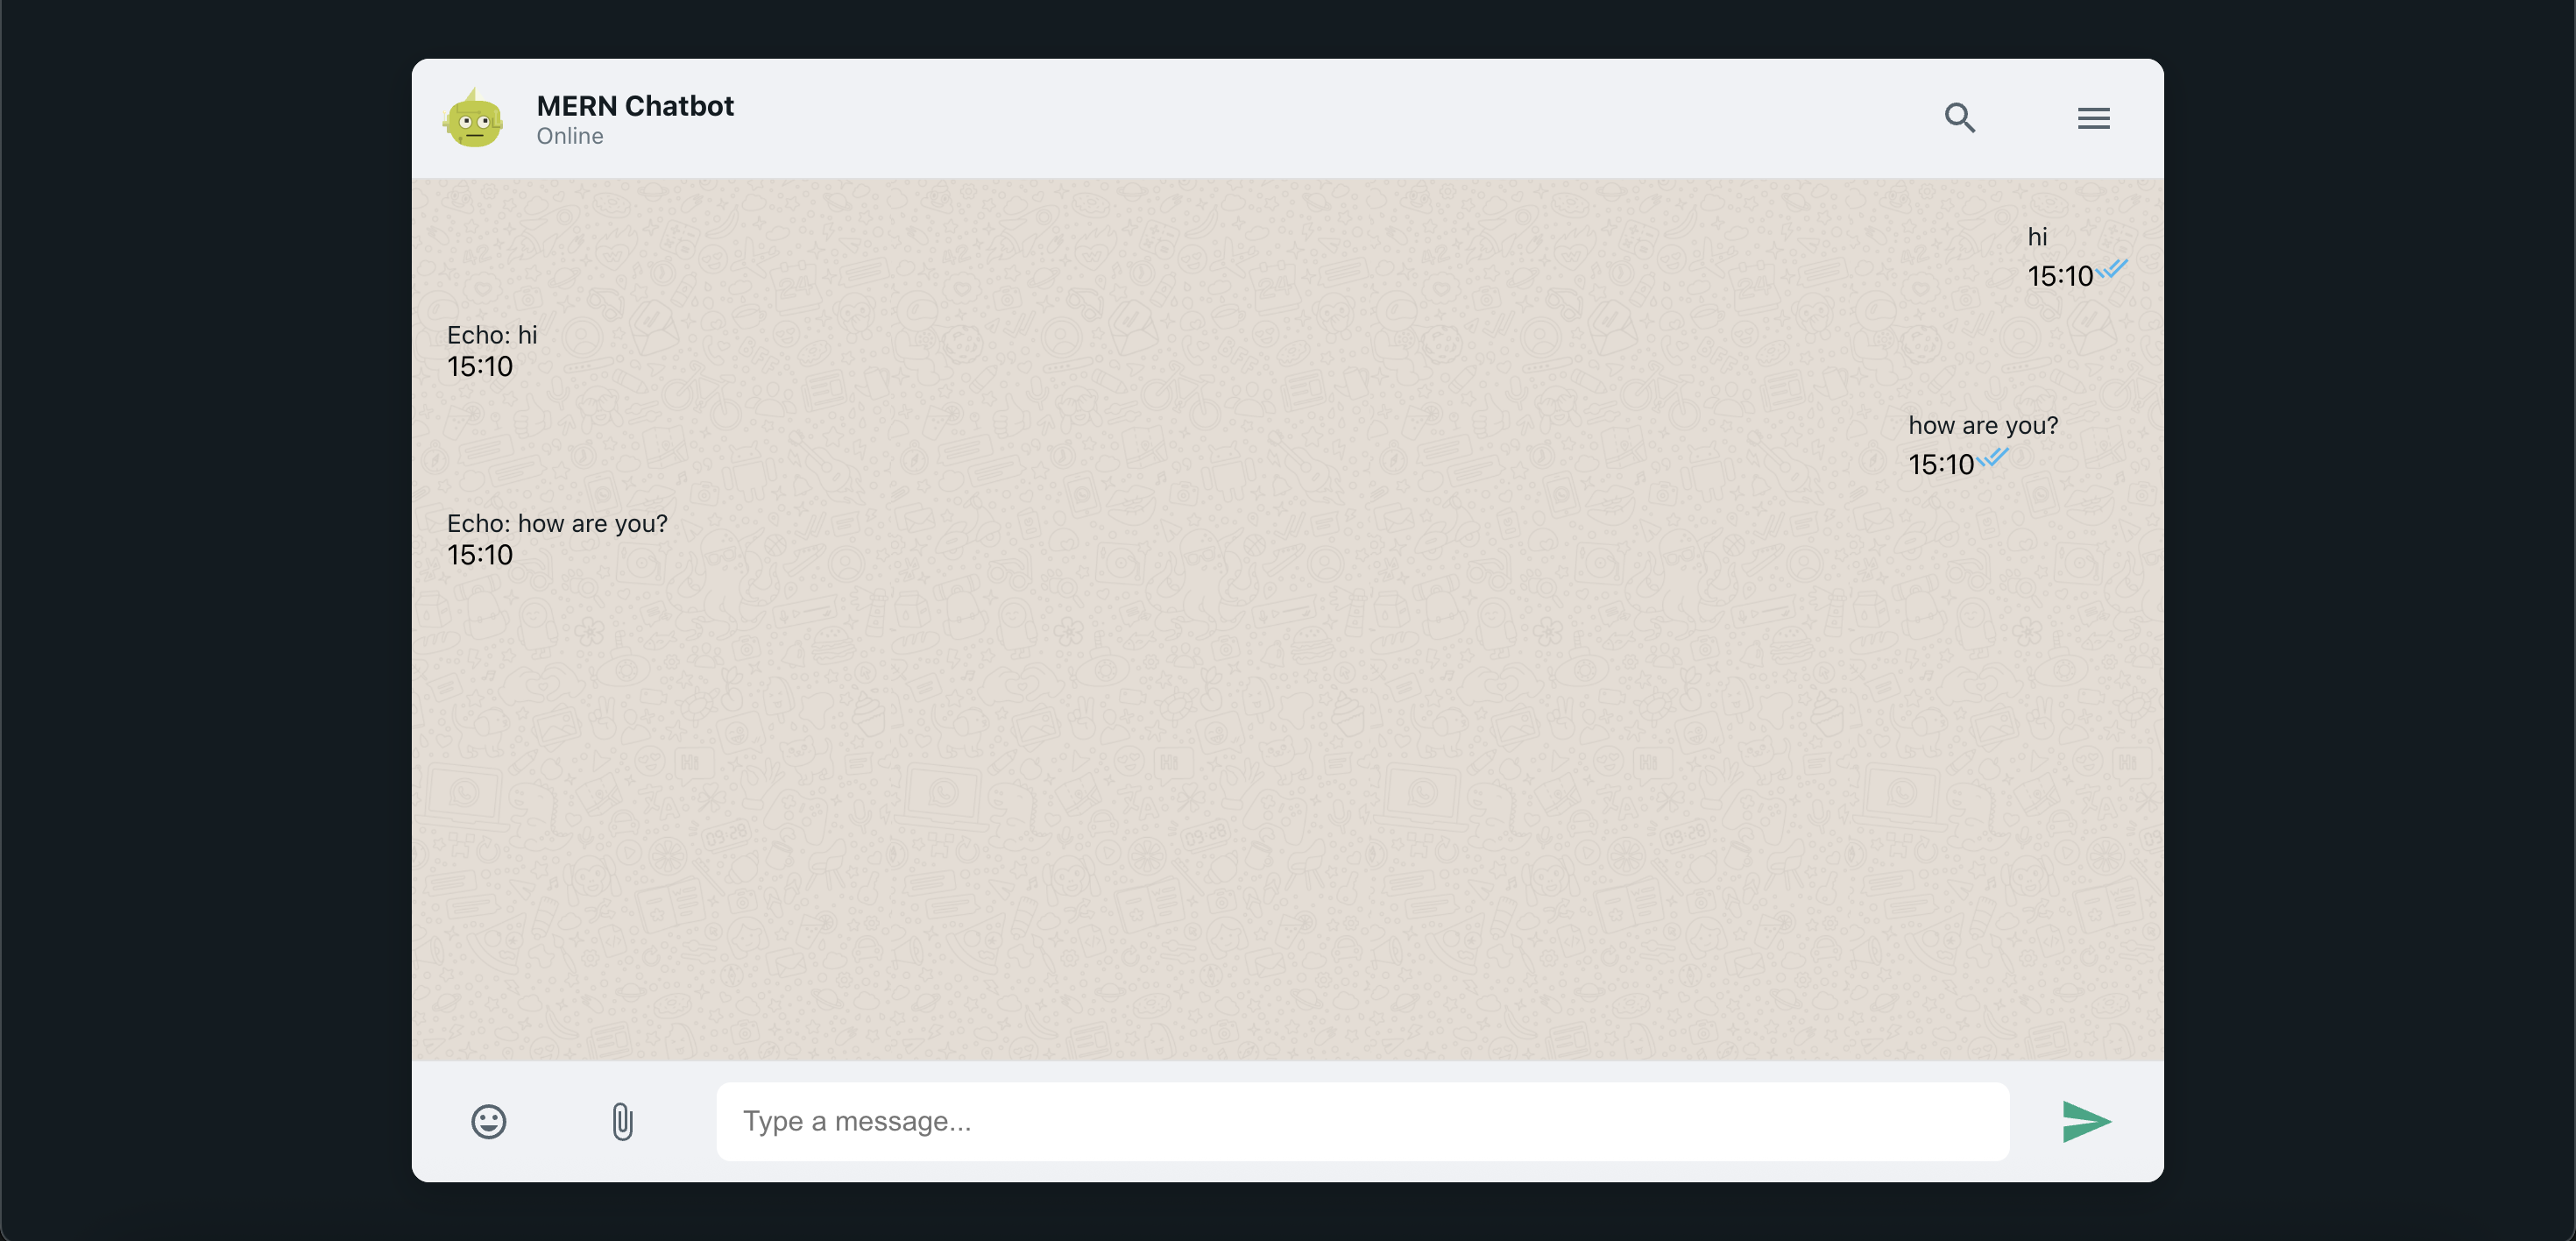 MERN Chatbot
Online
hi
15:10
Echo: hi
15:10
how are you?
15:10
Echo: how are you?
15:10
Type a message...